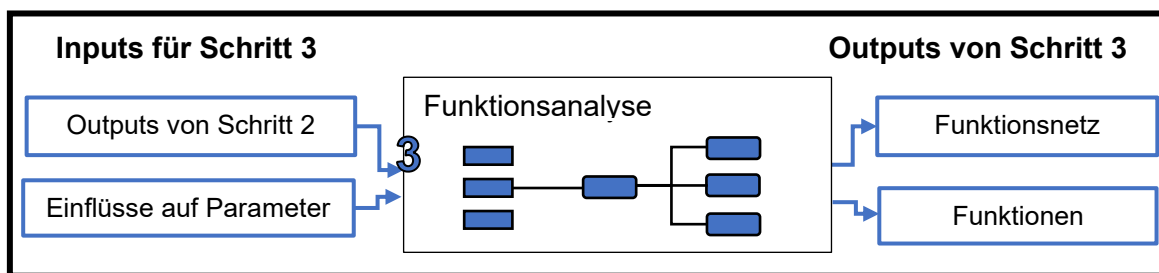 Inputs für Schritt 3
Outputs von Schritt 3
Outputs von Schritt 2
Einflüsse auf Parameter
3
Funktionsanalyse
Funktionsnetz
Funktionen